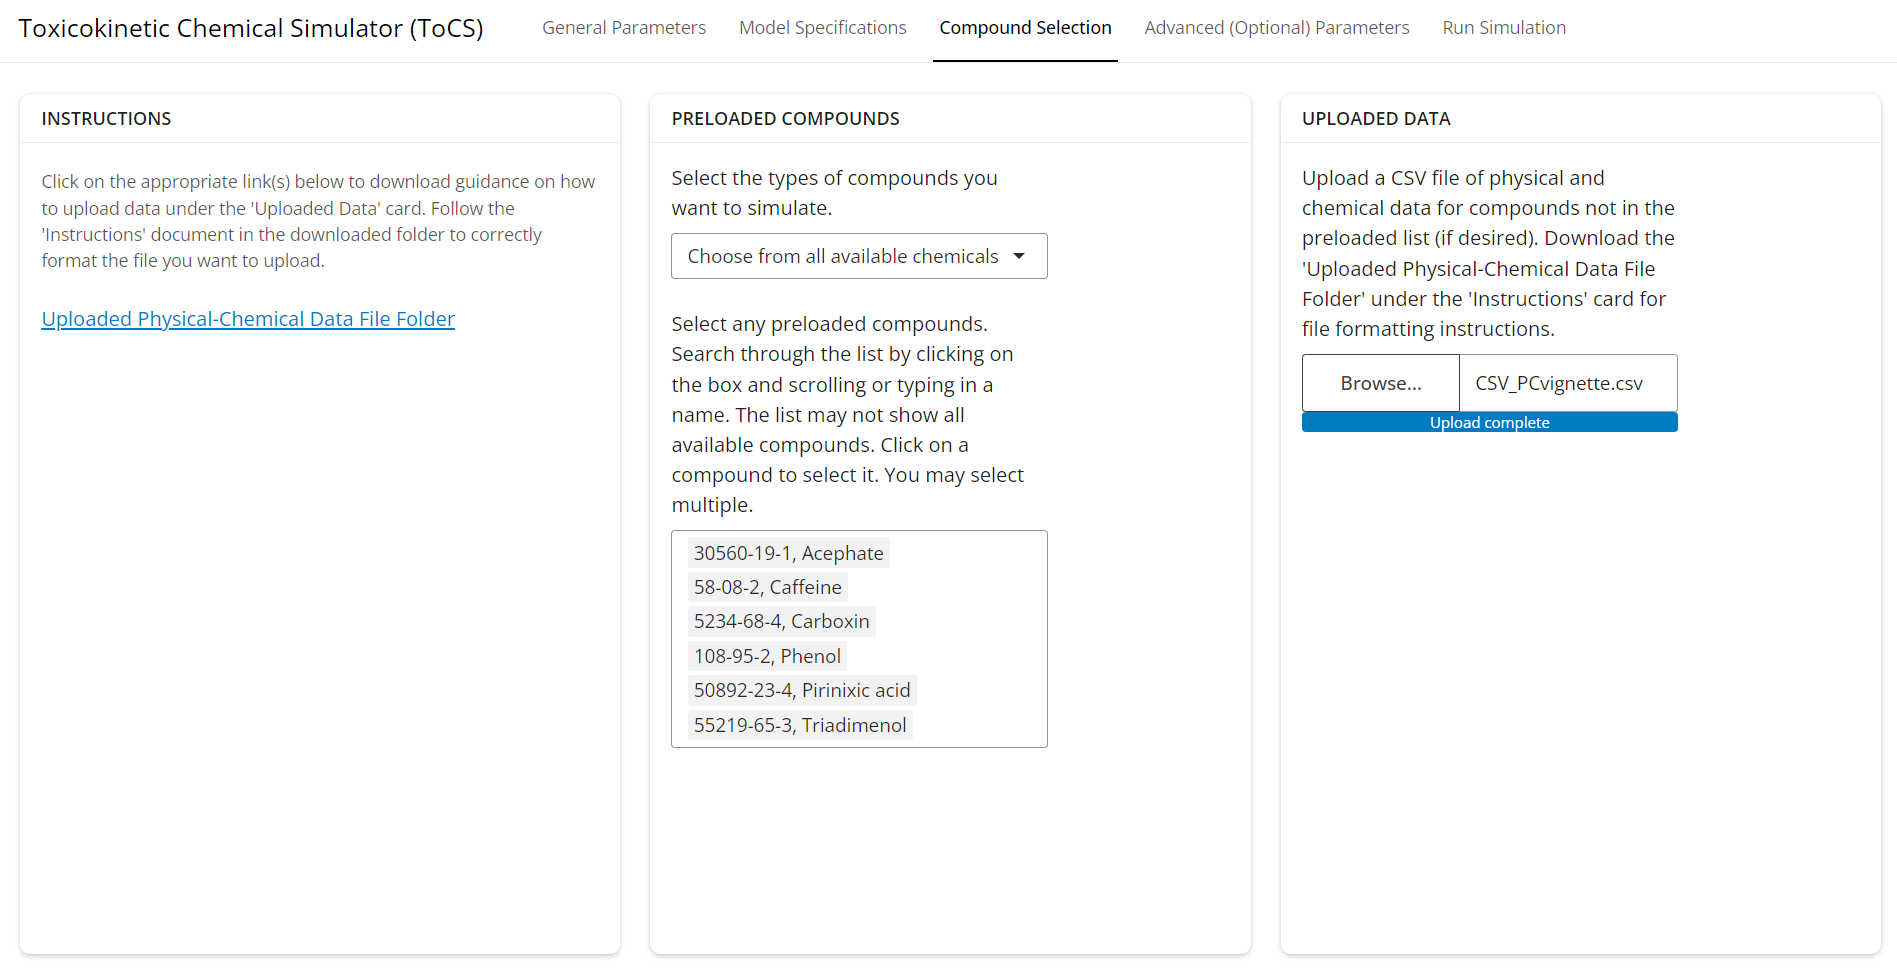 Toxicokinetic Chemical Simulator (ToCS)
General Parameters
Model Specifications
Compound Selection
Advanced (Optional) Parameters
Run Simulation
INSTRUCTIONS
Click on the appropriate link(s) below to download guidance on how
to upload data under the 'Uploaded Data' card. Follow the
'Instructions' document in the downloaded folder to correctly
format the file you want to upload.
Uploaded Physical-Chemical Data File Folder
PRELOADED COMPOUNDS
Select the types of compounds you
want to simulate.
Choose from all available chemicals
Select any preloaded compounds.
Search through the list by clicking on
the box and scrolling or typing in a
name. The list may not show all
available compounds. Click on a
compound to select it. You may select
multiple.
30560-19-1, Acephate
58-08-2, Caffeine
5234-68-4, Carboxin
108-95-2, Phenol
50892-23-4, Pirinixic acid
55219-65-3, Triadimenol
UPLOADED DATA
Upload a CSV file of physical and
chemical data for compounds not in the
preloaded list (if desired). Download the
'Uploaded Physical-Chemical Data File
Folder' under the 'Instructions' card for
file formatting instructions.
Browse...
CSV_PCvignette.csv
Upload complete